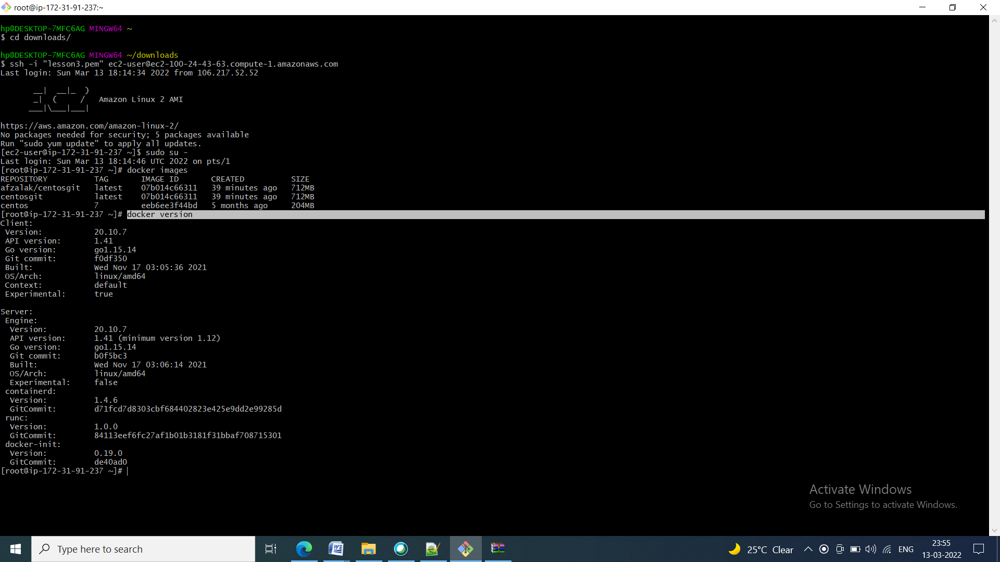 root@ip-172-31-91-237:~
hp@DESKTOP-7MFC6AG MINGW64 ~
$ cd downloads/
hp@DESKTOP-7MFC6AG MINGW64 ~/downloads
$ ssh -i "lesson3.pem" ec2-user@ec2-100-24-43-63.compute-1.amazonaws.com
Last login: Sun Mar 13 18:14:34 2022 from 106.217.52.52
__|  __|_  )
_|  (     /   Amazon Linux 2 AMI
___|\___|___|
https://aws.amazon.com/amazon-linux-2/
No packages needed for security; 5 packages available
Run "sudo yum update" to apply all updates.
[ec2-user@ip-172-31-91-237 ~]$ sudo su -
Last login: Sun Mar 13 18:14:46 UTC 2022 on pts/1
[root@ip-172-31-91-237 ~]# docker images
REPOSITORY          TAG       IMAGE ID       CREATED          SIZE
afzalak/centosgit   latest    07b014c66311   39 minutes ago   712MB
centosgit           latest    07b014c66311   39 minutes ago   712MB
centos              7         eeb6ee3f44bd   5 months ago     204MB
[root@ip-172-31-91-237 ~]# docker version
Client:
 Version:           20.10.7
 API version:       1.41
 Go version:        go1.15.14
 Git commit:        f0df350
 Built:             Wed Nov 17 03:05:36 2021
 OS/Arch:           linux/amd64
 Context:           default
 Experimental:      true
Server:
 Engine:
  Version:          20.10.7
  API version:      1.41 (minimum version 1.12)
  Go version:       go1.15.14
  Git commit:       b0f5bc3
  Built:            Wed Nov 17 03:06:14 2021
  OS/Arch:          linux/amd64
  Experimental:     false
 containerd:
  Version:          1.4.6
  GitCommit:        d71fcd7d8303cbf684402823e425e9dd2e99285d
 runc:
  Version:          1.0.0
  GitCommit:        84113eef6fc27af1b01b3181f31bbaf708715301
 docker-init:
  Version:          0.19.0
  GitCommit:        de40ad0
[root@ip-172-31-91-237 ~]#
Activate Windows
Go to Settings to activate Windows.
Type here to search
25°C Clear
ENG
23:55
13-03-2022